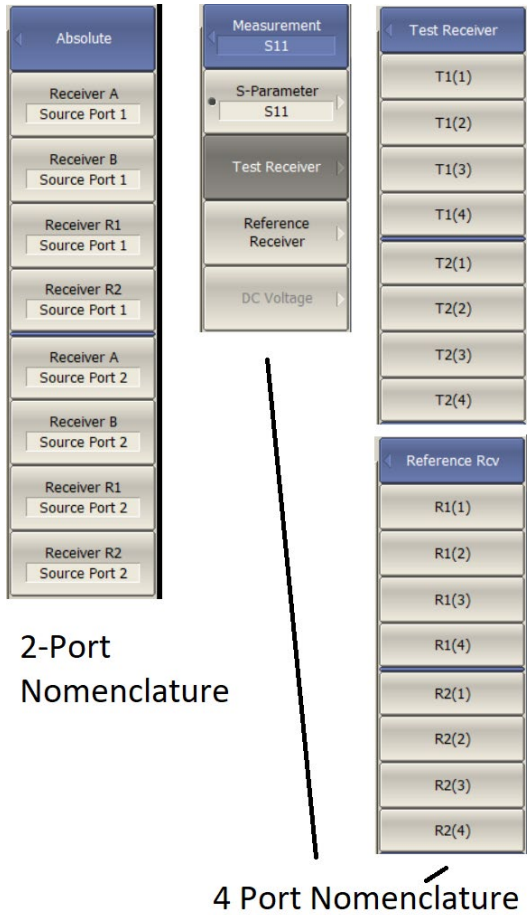 Absolute
Receiver A
Source Port 1
Receiver B
Source Port 1
Receiver R1
Source Port 1
Receiver R2
Source Port 1
Receiver A
Source Port 2
Receiver B
Source Port 2
Receiver R1
Source Port 2
Receiver R2
Source Port 2
2-Port
Nomenclature
Measurement
S11
S-Parameter
S11
Test Receiver
Reference
Receiver
DC Voltage
Test Receiver
T1(1)
T1(2)
T1(3)
T1(4)
T2(1)
T2(2)
T2(3)
T2(4)
Reference Rcv
R1(1)
R1(2)
R1(3)
R1(4)
R2(1)
R2(2)
R2(3)
R2(4)
4 Port Nomenclature